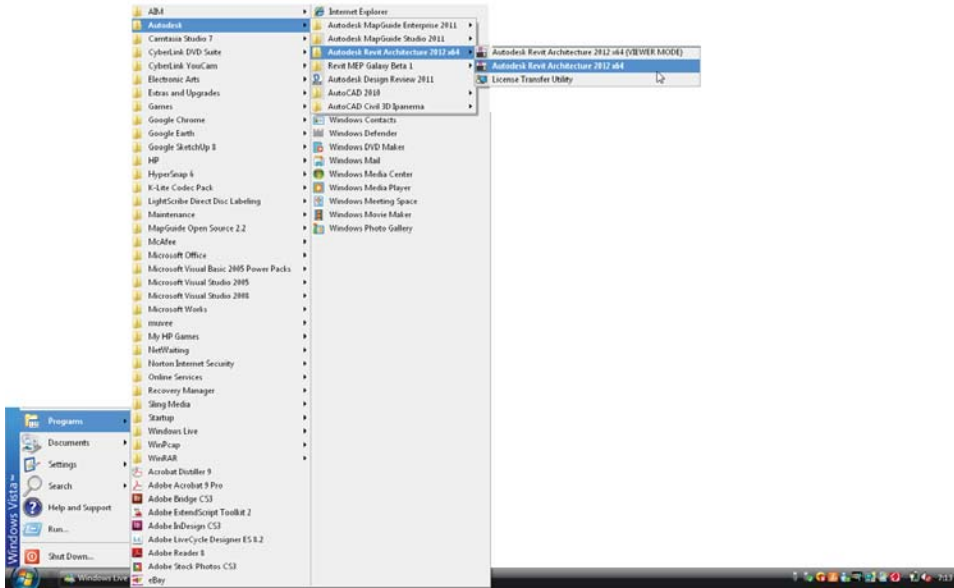 AIM
Autodesk
Camtasia Studio 7
CyberLink DVD Suite
CyberLink YouCam
Electronic Arts
Extras and Upgrades
Games
Google Chrome
Google Earth
Google SketchUp 8
HP
HyperSnap 6
K-Lite Codec Pack
LightScribe Direct Disc Labeling
Maintenance
MapGuide Open Source 2.2
McAfee
Microsoft Office
Microsoft Visual Basic 2005 Power Packs
Microsoft Visual Studio 2005
Microsoft Visual Studio 2008
Microsoft Works
muvee
My HP Games
NetWaiting
Norton Internet Security
Online Services
Recovery Manager
Sling Media
Startup
Windows Live
WinPcap
WinRAR
Acrobat Distiller 9
Adobe Acrobat 9 Pro
Adobe Bridge CS3
Adobe ExtendScript Toolkit 2
Adobe InDesign CS3
Adobe LiveCycle Designer ES 8.2
Adobe Reader 8
Adobe Stock Photos CS3
eBay
Internet Explorer
Autodesk MapGuide Enterprise 2011
Autodesk MapGuide Studio 2011
Autodesk Revit Architecture 2012 x64
Revit MEP Galaxy Beta 1
Autodesk Design Review 2011
AutoCAD 2010
AutoCAD Civil 3D Ipanema
Windows Contacts
Windows Defender
Windows DVD Maker
Windows Mail
Windows Media Center
Windows Media Player
Windows Meeting Space
Windows Movie Maker
Windows Photo Gallery
Autodesk Revit Architecture 2012 x64 (VIEWER MODE)
Autodesk Revit Architecture 2012 x64
License Transfer Utility
Windows Vista™
Programs
Documents
Settings
Search
Help and Support
Run...
Shut Down...
Windows Live
7:13